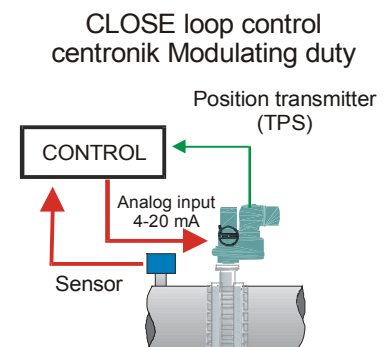 CLOSE loop control
centronik Modulating duty
Position transmitter
(TPS)
CONTROL
Analog input
4-20 mA
Sensor